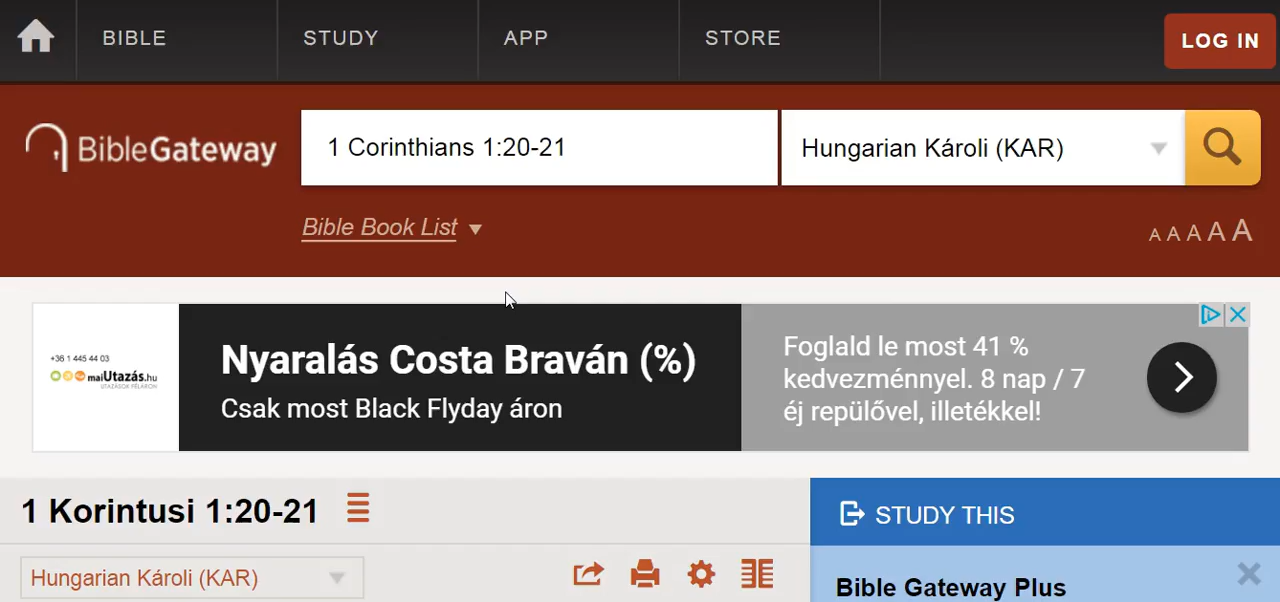 BIBLE STUDY APP STORE LOG IN
BibleGateway
1 Corinthians 1:20-21
Hungarian Károli (KAR)
Bible Book List
A A A A A
+36 1 445 44 03
maiUtazás.hu
UTAZÁSOK FÉLÁRON
Nyaralás Costa Braván (%)
Csak most Black Flyday áron
Foglald le most 41 %
kedvezménnyel. 8 nap / 7
éj repülővel, illetékkel!
1 Korintusi 1:20-21
STUDY THIS
Hungarian Károli (KAR)
Bible Gateway Plus